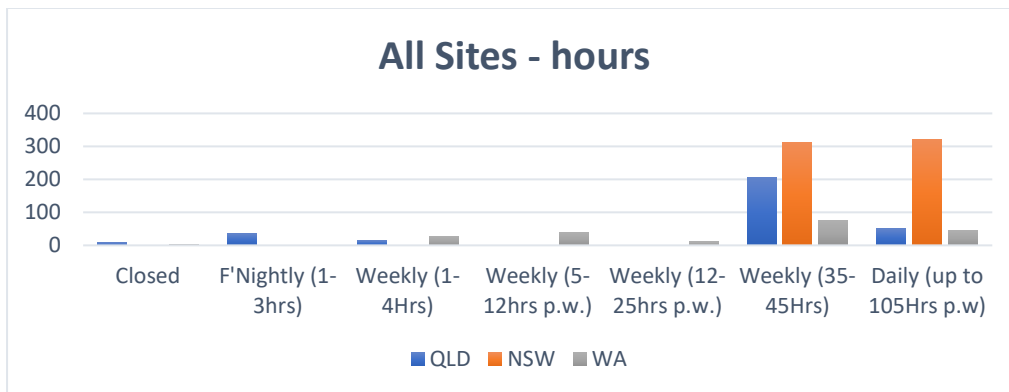 All Sites - hours
400
300
200
100
0
Closed
F'Nightly (1-
3hrs)
Weekly (1-
4Hrs)
Weekly (5-
12hrs p.w.)
Weekly (12-
25hrs p.w.)
Weekly (35-
45Hrs)
Daily (up to
105Hrs p.w)
QLD
NSW
WA